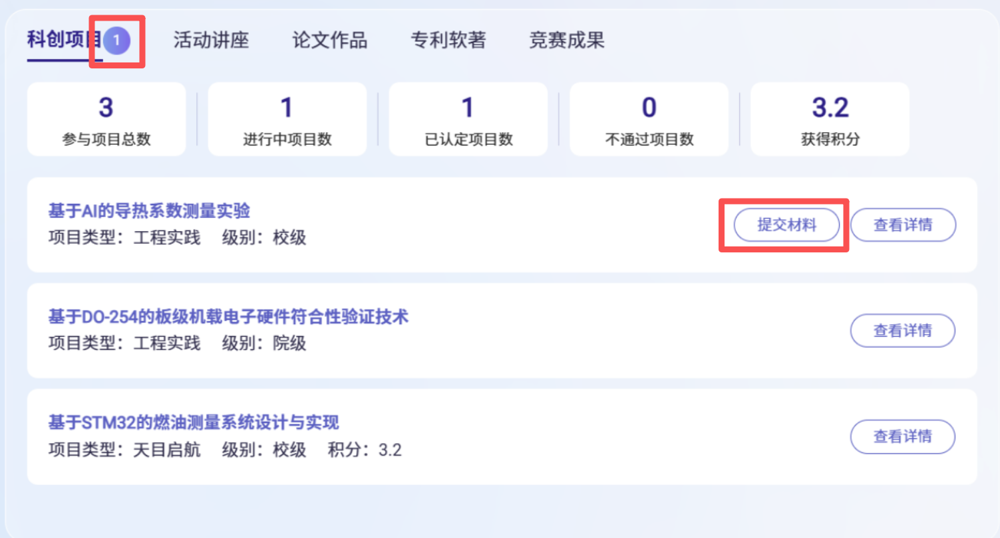 科创项目 1 活动讲座 论文作品 专利软著 竞赛成果
3 1 1 0 3.2
参与项目总数 进行中项目数 已认定项目数 不通过项目数 获得积分
基于AI的导热系数测量实验
项目类型：工程实践 级别：校级
提交材料 查看详情
基于DO-254的板级机载电子硬件符合性验证技术
项目类型：工程实践 级别：院级
查看详情
基于STM32的燃油测量系统设计与实现
项目类型：天目启航 级别：校级 积分：3.2
查看详情